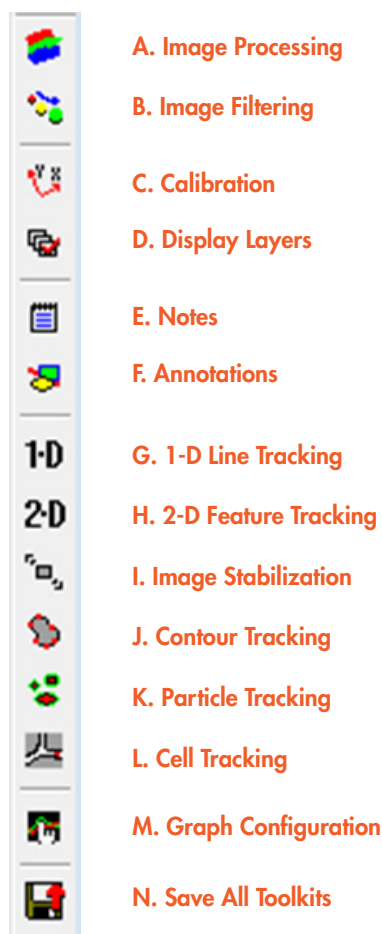 A. Image Processing
B. Image Filtering
Y X
C. Calibration
D. Display Layers
E. Notes
F. Annotations
1-D G. 1-D Line Tracking
2-D H. 2-D Feature Tracking
I. Image Stabilization
J. Contour Tracking
K. Particle Tracking
L. Cell Tracking
M. Graph Configuration
N. Save All Toolkits